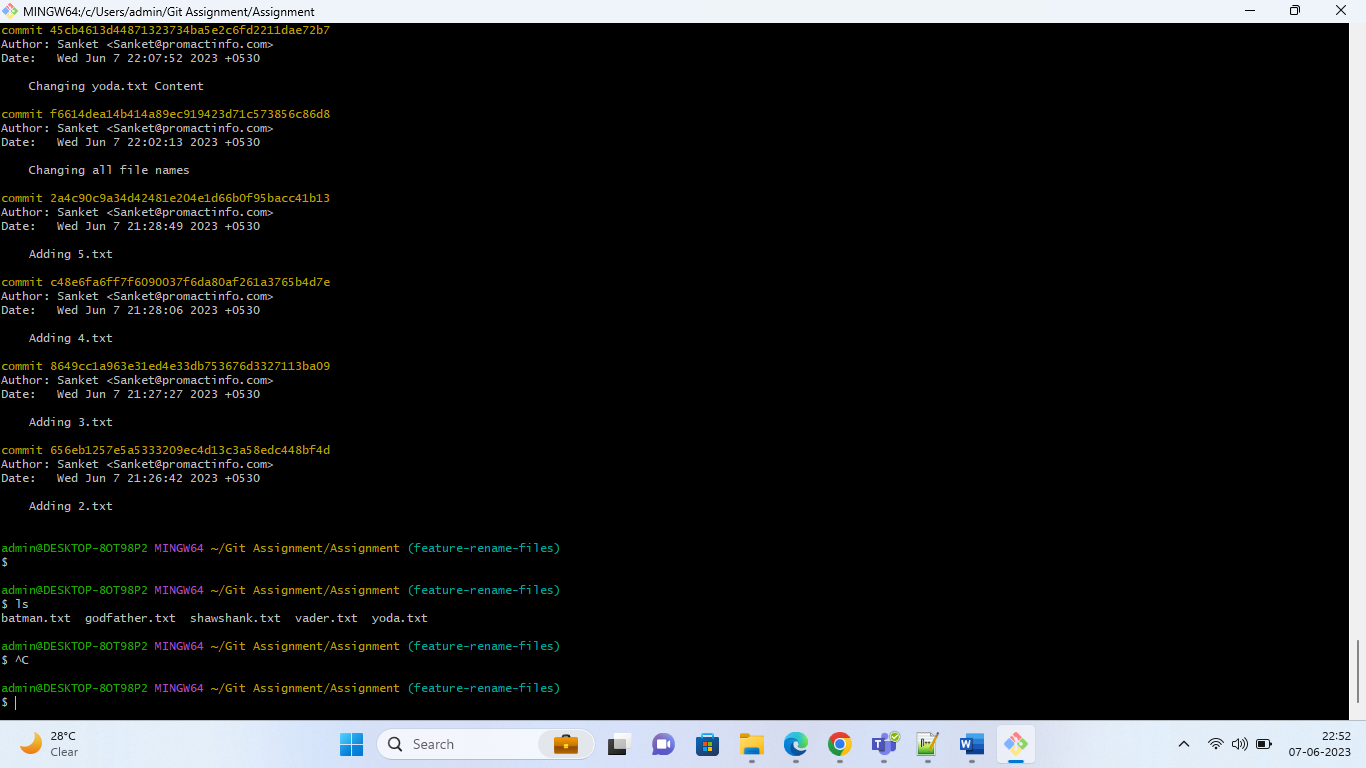 MINGW64:/c/Users/admin/Git Assignment/Assignment
commit 45cb4613d44871323734ba5e2c6fd2211dae72b7
Author: Sanket <Sanket@promactinfo.com>
Date:   Wed Jun 7 22:07:52 2023 +0530
Changing yoda.txt Content
commit f6614dea14b414a89ec919423d71c573856c86d8
Author: Sanket <Sanket@promactinfo.com>
Date:   Wed Jun 7 22:02:13 2023 +0530
Changing all file names
commit 2a4c90c9a34d42481e204e1d66b0f95bacc41b13
Author: Sanket <Sanket@promactinfo.com>
Date:   Wed Jun 7 21:28:49 2023 +0530
Adding 5.txt
commit c48e6fa6ff7f6090037f6da80af261a3765b4d7e
Author: Sanket <Sanket@promactinfo.com>
Date:   Wed Jun 7 21:28:06 2023 +0530
Adding 4.txt
commit 8649cc1a963e31ed4e33db753676d3327113ba09
Author: Sanket <Sanket@promactinfo.com>
Date:   Wed Jun 7 21:27:27 2023 +0530
Adding 3.txt
commit 656eb1257e5a5333209ec4d13c3a58edc448bf4d
Author: Sanket <Sanket@promactinfo.com>
Date:   Wed Jun 7 21:26:42 2023 +0530
Adding 2.txt
admin@DESKTOP-8OT98P2 MINGW64 ~/Git Assignment/Assignment (feature-rename-files)
$
admin@DESKTOP-8OT98P2 MINGW64 ~/Git Assignment/Assignment (feature-rename-files)
$ ls
batman.txt  godfather.txt  shawshank.txt  vader.txt  yoda.txt
admin@DESKTOP-8OT98P2 MINGW64 ~/Git Assignment/Assignment (feature-rename-files)
$ ^C
admin@DESKTOP-8OT98P2 MINGW64 ~/Git Assignment/Assignment (feature-rename-files)
$
28°C
Clear
Search
22:52
07-06-2023